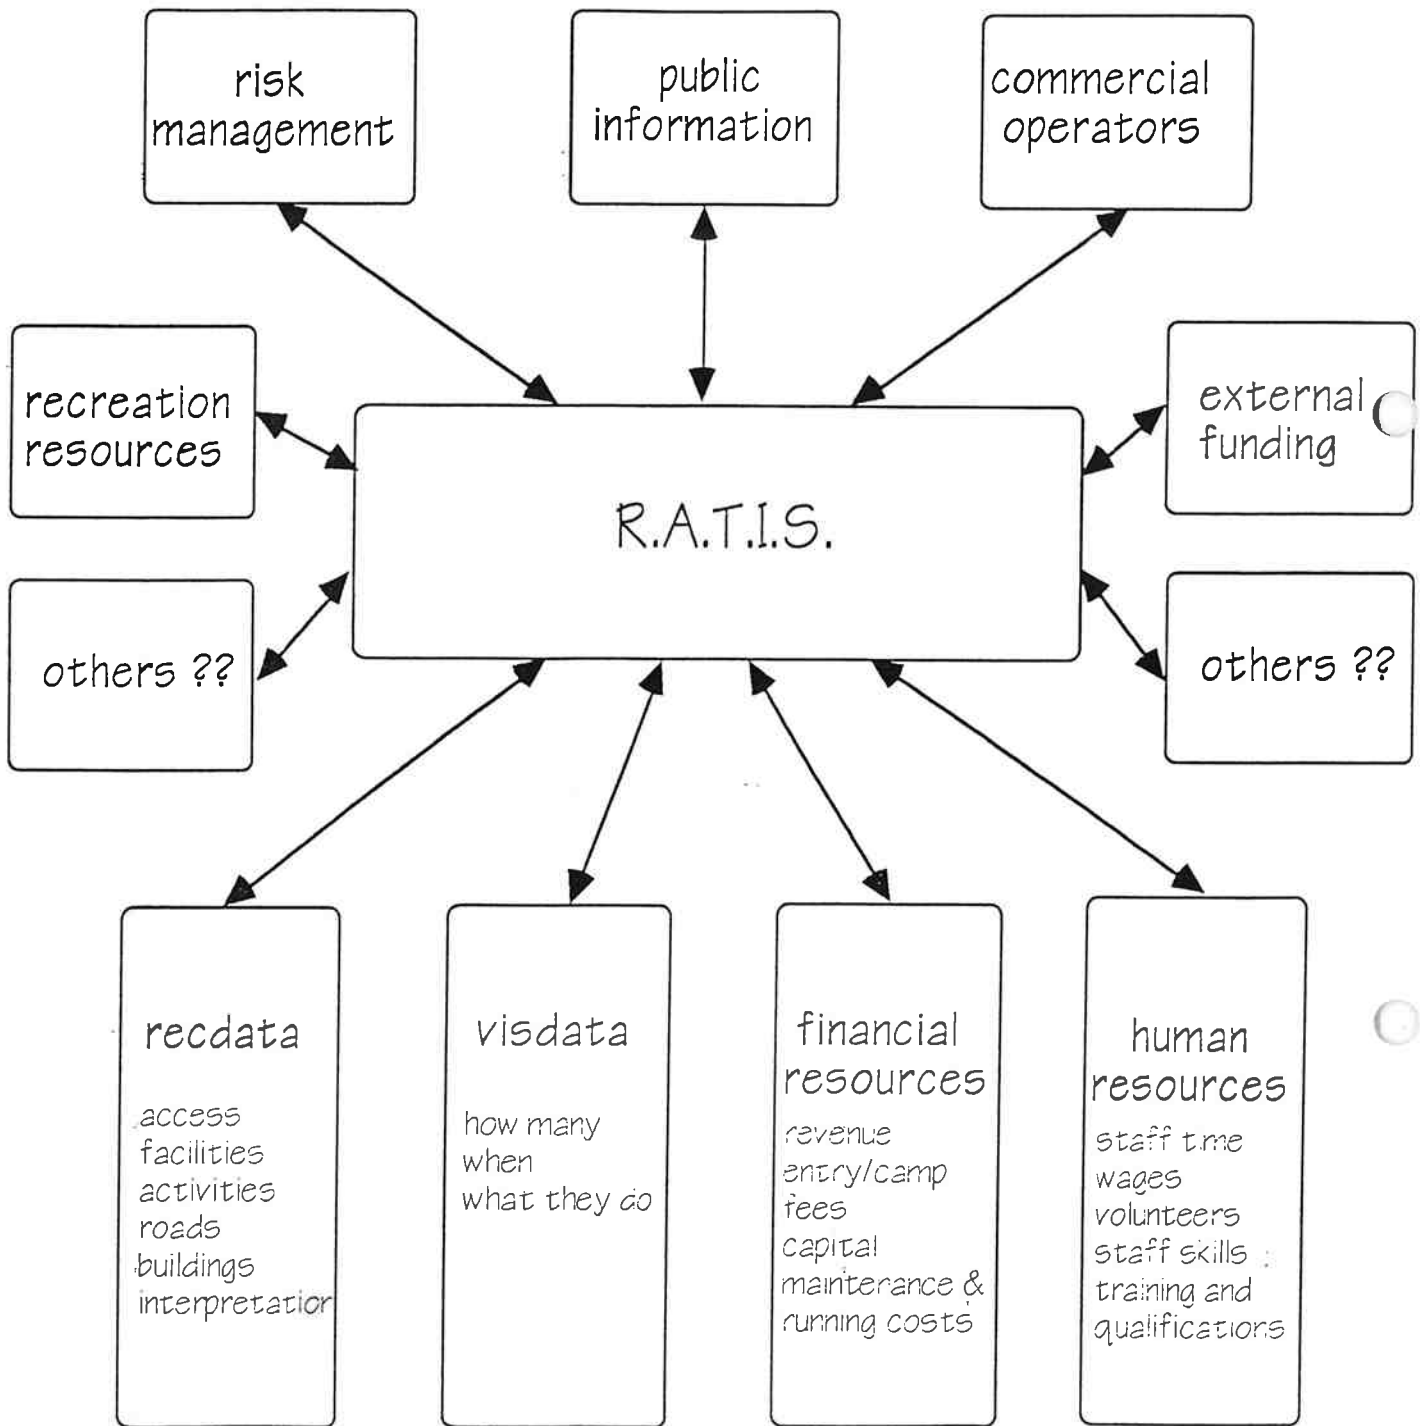 risk
management
public
information
commercial
operators
recreation
resources
external
funding
R.A.T.I.S.
others ??
others ??
recdata
access
facilities
activities
roads
buildings
interpretation
visdata
how many
when
what they do
financial
resources
revenue
entry/camp
fees
capital
maintenance &
running costs
human
resources
staff time
wages
volunteers
staff skills
training and
qualifications